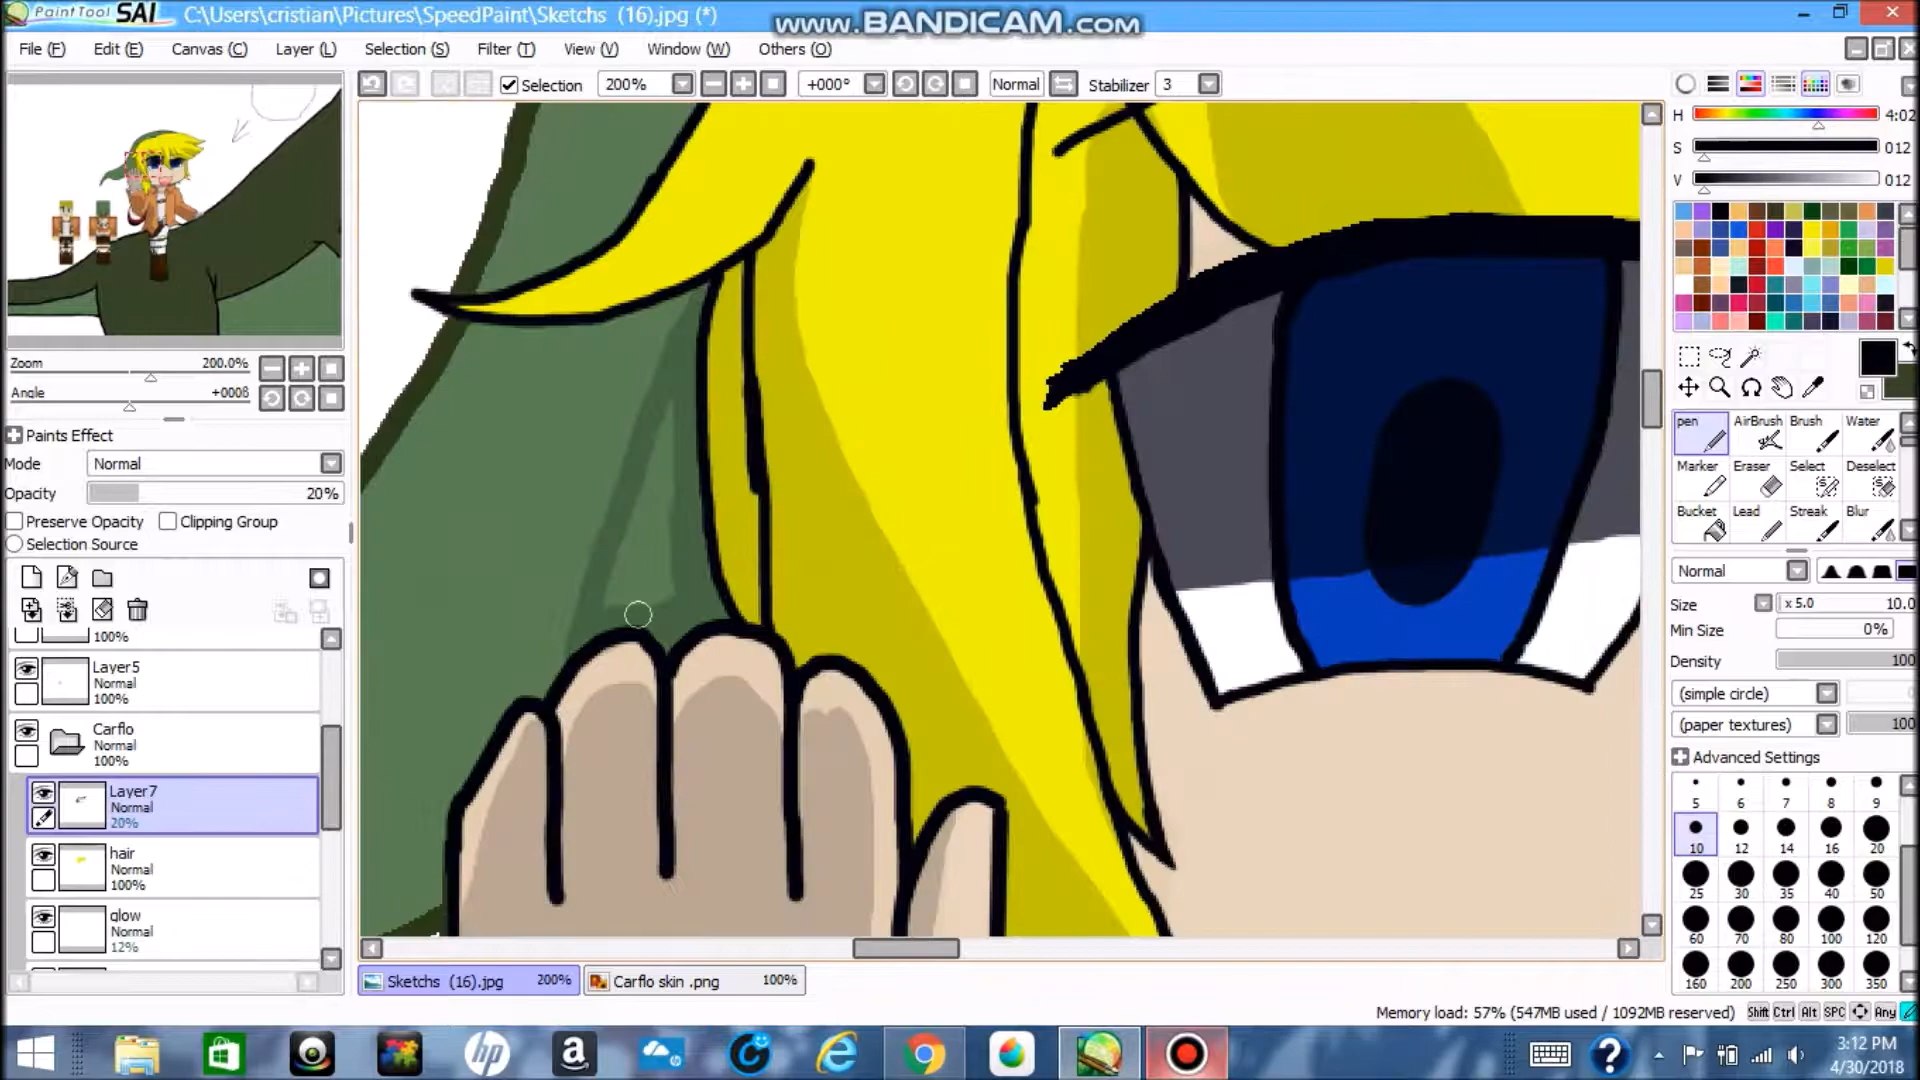 PaintTool SAI C:\Users\cristian\Pictures\SpeedPaint\Sketchs (16).jpg (*)
www.BANDICAM.com
File (F) Edit (E) Canvas (C) Layer (L) Selection (S) Filter (T) View (V) Window (W) Others (O)
Selection 200% +000° Normal Stabilizer 3
H 4:02
S 012
V 012
Zoom 200.0%
Angle +000ß
Paints Effect
Mode Normal
Opacity 20%
Preserve Opacity Clipping Group
Selection Source
100%
Layer5
Normal
100%
Carflo
Normal
100%
Layer7
Normal
20%
hair
Normal
100%
glow
Normal
12%
pen AirBrush Brush Water
Marker Eraser Select Deselect
Bucket Lead Streak Blur
Normal
Size x 5.0 10.0
Min Size 0%
Density 100
(simple circle)
(paper textures) 100
Advanced Settings
5 6 7 8 9
10 12 14 16 20
25 30 35 40 50
60 70 80 100 120
160 200 250 300 350
Sketchs (16).jpg 200% Carflo skin .png 100%
Memory load: 57% (547MB used / 1092MB reserved) Shift Ctrl Alt SPC Any
hp a
3:12 PM
4/30/2018